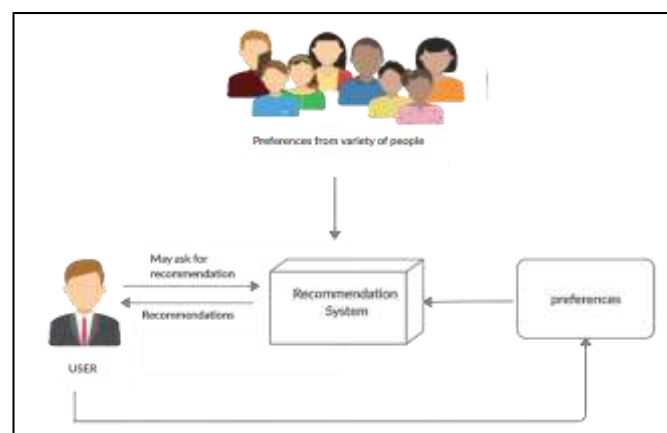 Preferences from variety of people
May ask for
recommendation
Recommendations
Recommendation
System
preferences
USER